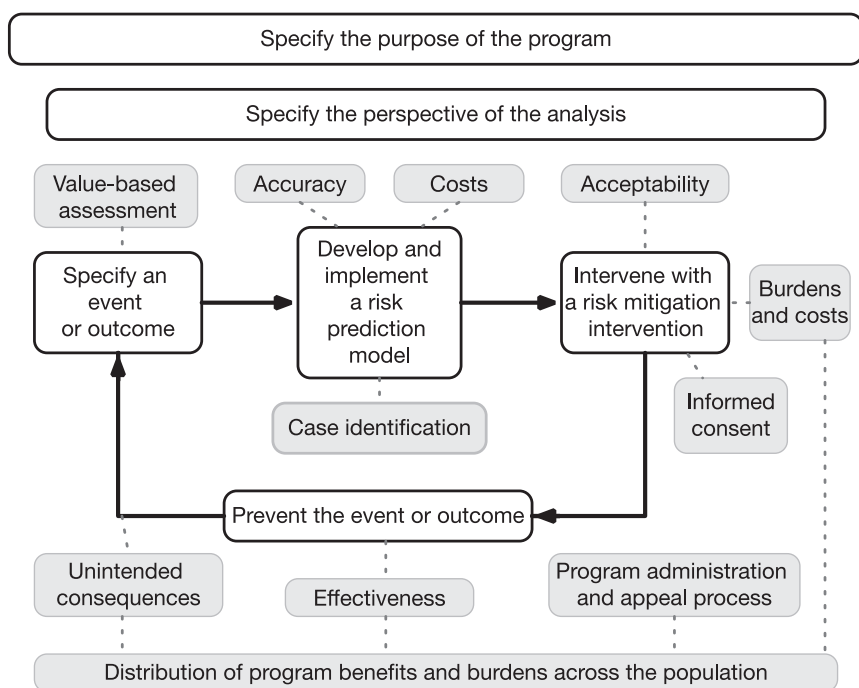 Specify the purpose of the program
Specify the perspective of the analysis
Value-based
assessment
Accuracy
Costs
Acceptability
Specify an
event
or outcome
Develop and
implement
a risk
prediction
model
Intervene with
a risk mitigation
intervention
Burdens
and costs
Case identification
Informed
consent
Prevent the event or outcome
Unintended
consequences
Effectiveness
Program administration
and appeal process
Distribution of program benefits and burdens across the population